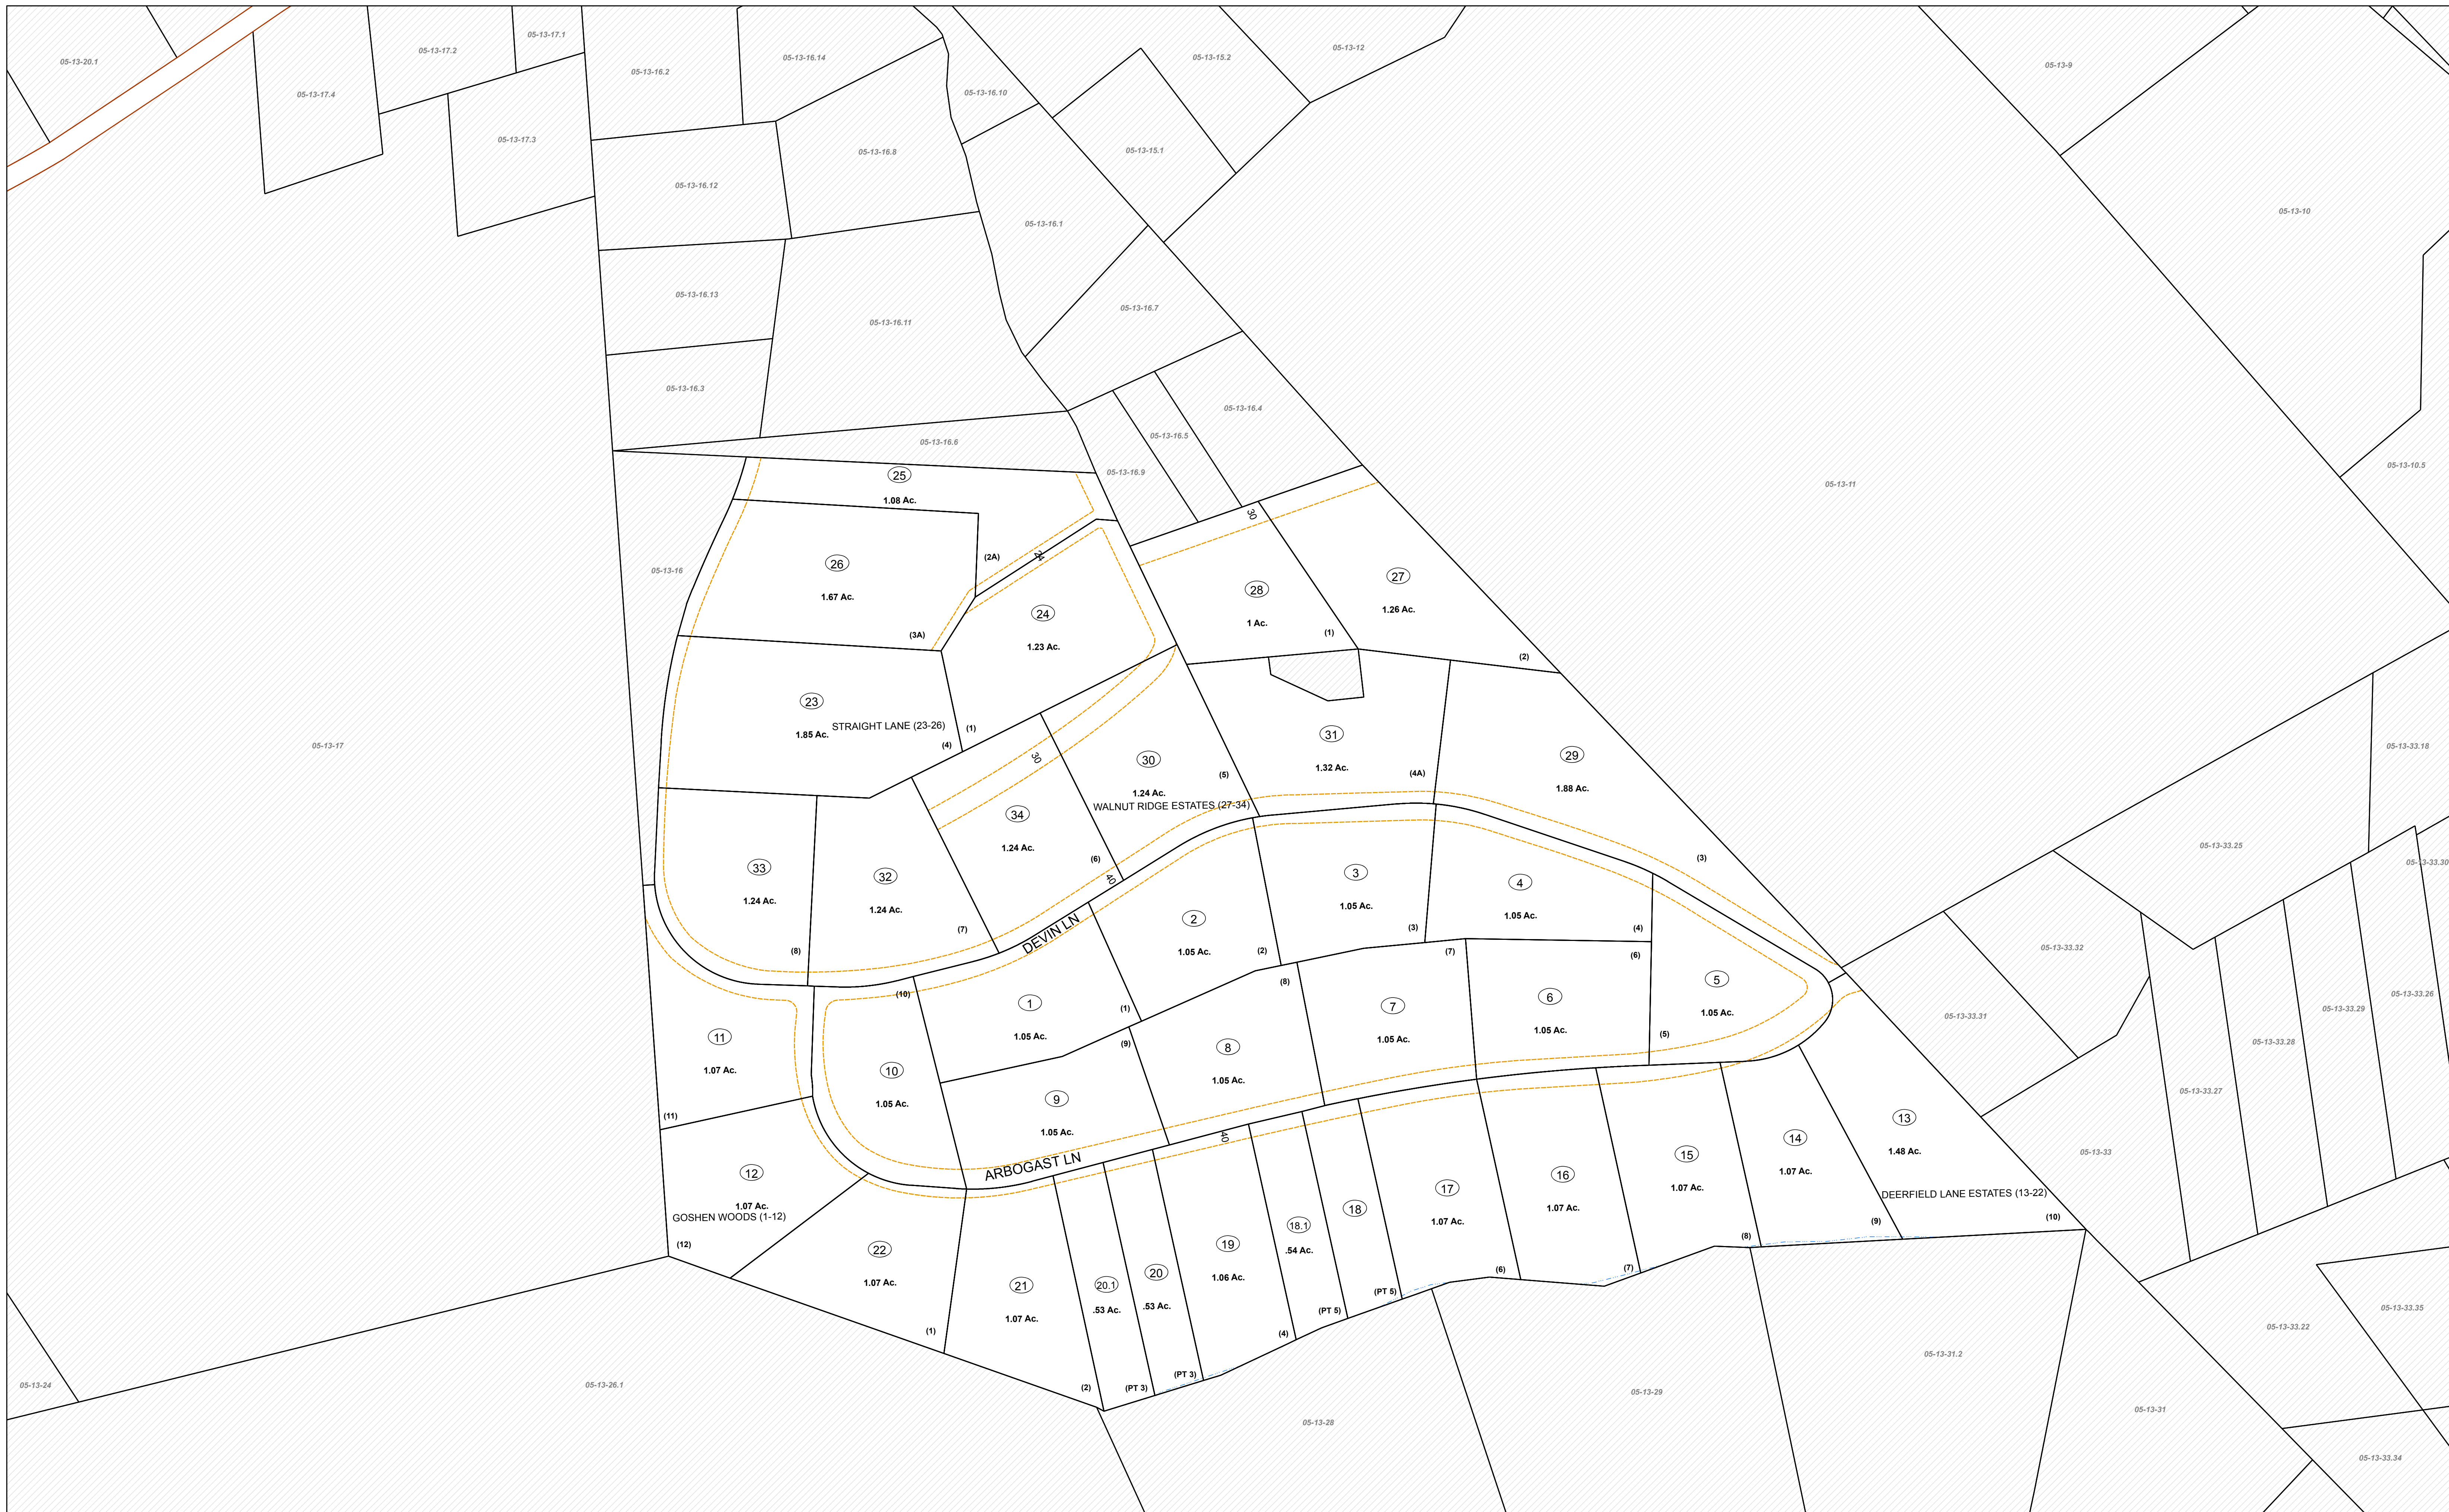 05-13-17.1
05-13-17.2
05-13-20.1
05-13-17.4
05-13-17.3
05-13-16.2
05-13-16.14
05-13-16.10
05-13-15.2
05-13-12
05-13-9
05-13-16.8
05-13-15.1
05-13-16.12
05-13-16.1
05-13-10
05-13-16.13
05-13-16.11
05-13-16.7
05-13-16.3
05-13-16.4
05-13-16.5
05-13-16.6
05-13-16.9
05-13-11
05-13-10.5
25
1.08 Ac.
30
(2A)
24
26
1.67 Ac.
05-13-16
(3A)
24
1.23 Ac.
28
1 Ac.
(1)
27
1.26 Ac.
(2)
23
1.85 Ac.
STRAIGHT LANE (23-26)
(4)
(1)
30
30
1.24 Ac.
(5)
WALNUT RIDGE ESTATES (27-34)
31
1.32 Ac.
(4A)
29
1.88 Ac.
(3)
05-13-17
05-13-33.18
05-13-33.25
05-13-33.30
34
1.24 Ac.
(6)
40
33
1.24 Ac.
(8)
32
1.24 Ac.
(7)
DEVIN LN
2
1.05 Ac.
(2)
3
1.05 Ac.
(3)
4
1.05 Ac.
(4)
05-13-33.32
05-13-33.31
05-13-33.26
05-13-33.29
05-13-33.28
05-13-33.27
(10)
1
1.05 Ac.
(1)
(8)
7
1.05 Ac.
(7)
6
1.05 Ac.
(6)
5
1.05 Ac.
(5)
11
1.07 Ac.
(11)
10
1.05 Ac.
9
1.05 Ac.
(9)
8
1.05 Ac.
40
ARBOGAST LN
12
1.07 Ac.
GOSHEN WOODS (1-12)
(12)
13
1.48 Ac.
DEERFIELD LANE ESTATES (13-22)
(10)
14
1.07 Ac.
(9)
15
1.07 Ac.
(8)
16
1.07 Ac.
(7)
17
1.07 Ac.
(6)
18
(PT 5)
18.1
.54 Ac.
(PT 5)
19
1.06 Ac.
(4)
20
.53 Ac.
(PT 3)
20.1
.53 Ac.
(PT 3)
21
1.07 Ac.
(2)
22
1.07 Ac.
(1)
05-13-33
05-13-33.35
05-13-33.22
05-13-31.2
05-13-24
05-13-26.1
05-13-29
05-13-28
05-13-31
05-13-33.34